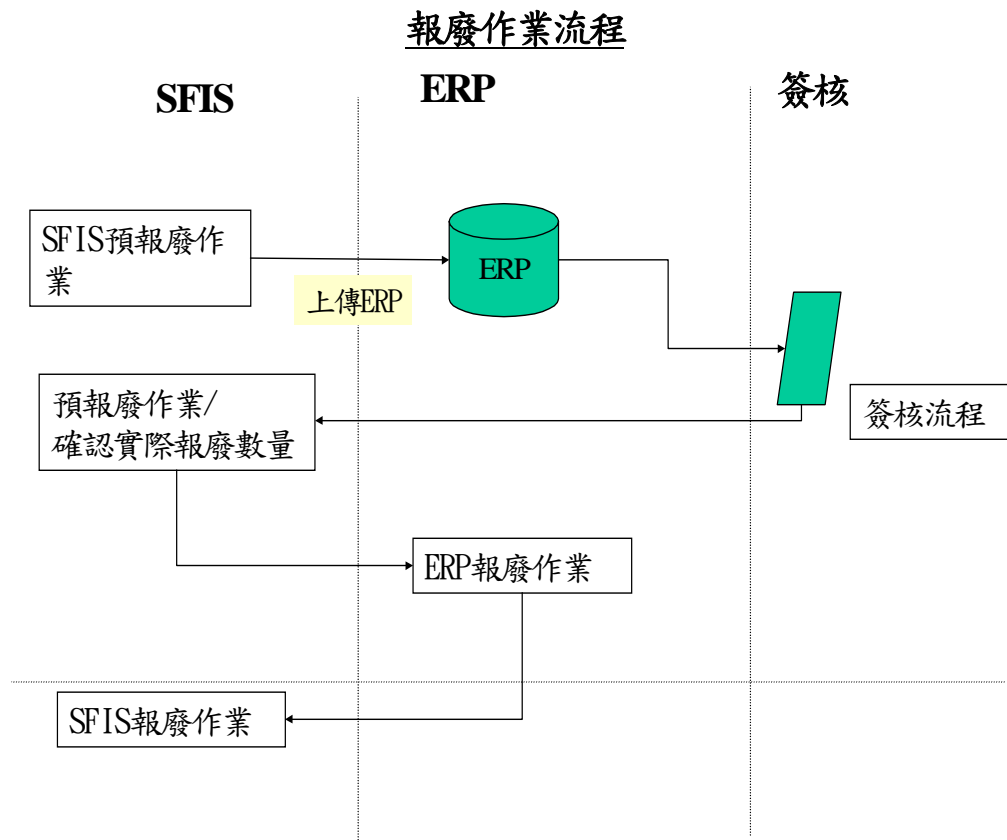 報廢作業流程
SFIS
ERP
簽核
SFIS預報廢作
業
ERP
上傳ERP
預報廢作業/
確認實際報廢數量
簽核流程
ERP報廢作業
SFIS報廢作業